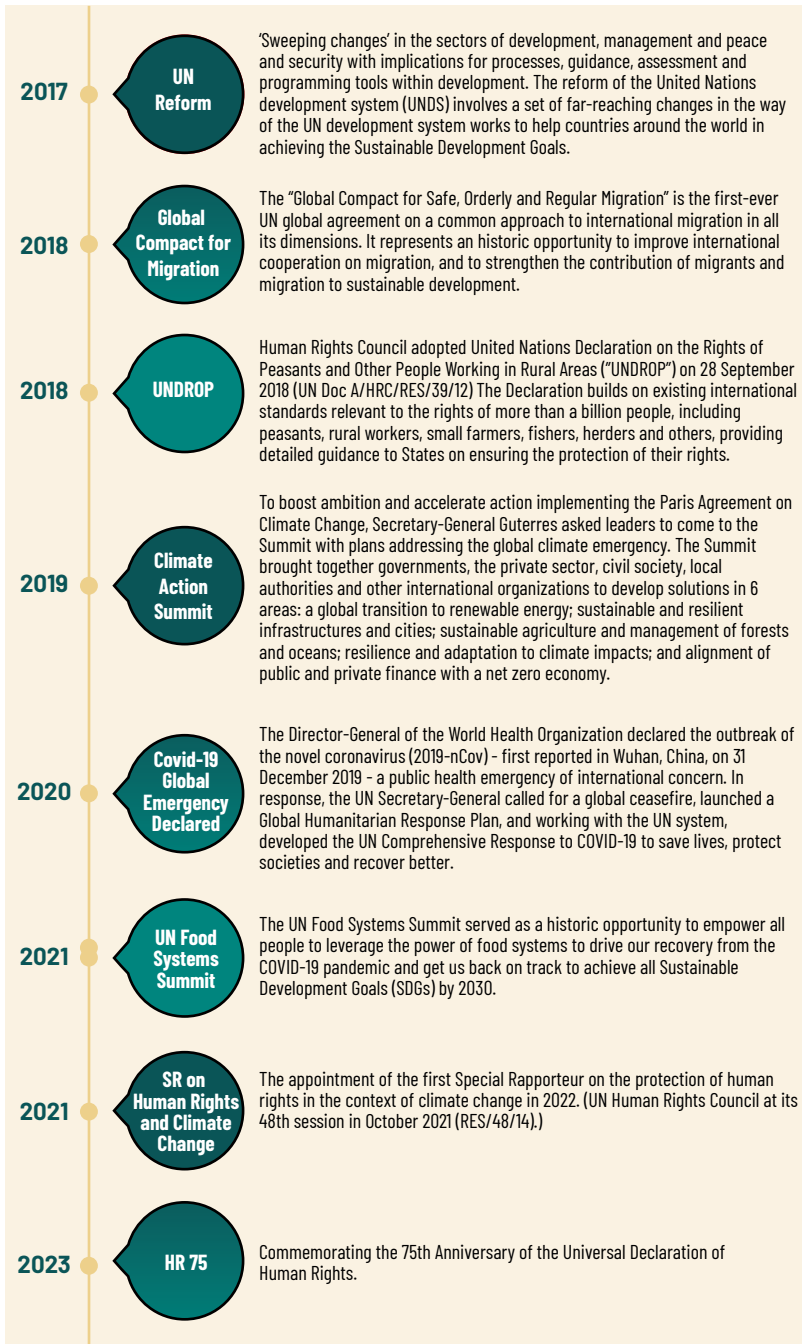 2017
UN
Reform
'Sweeping changes' in the sectors of development, management and peace
and security with implications for processes, guidance, assessment and
programming tools within development. The reform of the United Nations
development system (UNDS) involves a set of far-reaching changes in the way
of the UN development system works to help countries around the world in
achieving the Sustainable Development Goals.
2018
Global
Compact for
Migration
The “Global Compact for Safe, Orderly and Regular Migration” is the first-ever
UN global agreement on a common approach to international migration in all
its dimensions. It represents an historic opportunity to improve international
cooperation on migration, and to strengthen the contribution of migrants and
migration to sustainable development.
2018
UNDROP
Human Rights Council adopted United Nations Declaration on the Rights of
Peasants and Other People Working in Rural Areas (”UNDROP”) on 28 September
2018 (UN Doc A/HRC/RES/39/12) The Declaration builds on existing international
standards relevant to the rights of more than a billion people, including
peasants, rural workers, small farmers, fishers, herders and others, providing
detailed guidance to States on ensuring the protection of their rights.
2019
Climate
Action
Summit
To boost ambition and accelerate action implementing the Paris Agreement on
Climate Change, Secretary-General Guterres asked leaders to come to the
Summit with plans addressing the global climate emergency. The Summit
brought together governments, the private sector, civil society, local
authorities and other international organizations to develop solutions in 6
areas: a global transition to renewable energy; sustainable and resilient
infrastructures and cities; sustainable agriculture and management of forests
and oceans; resilience and adaptation to climate impacts; and alignment of
public and private finance with a net zero economy.
2020
Covid-19
Global
Emergency
Declared
The Director-General of the World Health Organization declared the outbreak of
the novel coronavirus (2019-nCov) - first reported in Wuhan, China, on 31
December 2019 - a public health emergency of international concern. In
response, the UN Secretary-General called for a global ceasefire, launched a
Global Humanitarian Response Plan, and working with the UN system,
developed the UN Comprehensive Response to COVID-19 to save lives, protect
societies and recover better.
2021
UN Food
Systems
Summit
The UN Food Systems Summit served as a historic opportunity to empower all
people to leverage the power of food systems to drive our recovery from the
COVID-19 pandemic and get us back on track to achieve all Sustainable
Development Goals (SDGs) by 2030.
2021
SR on
Human Rights
and Climate
Change
The appointment of the first Special Rapporteur on the protection of human
rights in the context of climate change in 2022. (UN Human Rights Council at its
48th session in October 2021 (RES/48/14).)
2023
HR 75
Commemorating the 75th Anniversary of the Universal Declaration of
Human Rights.